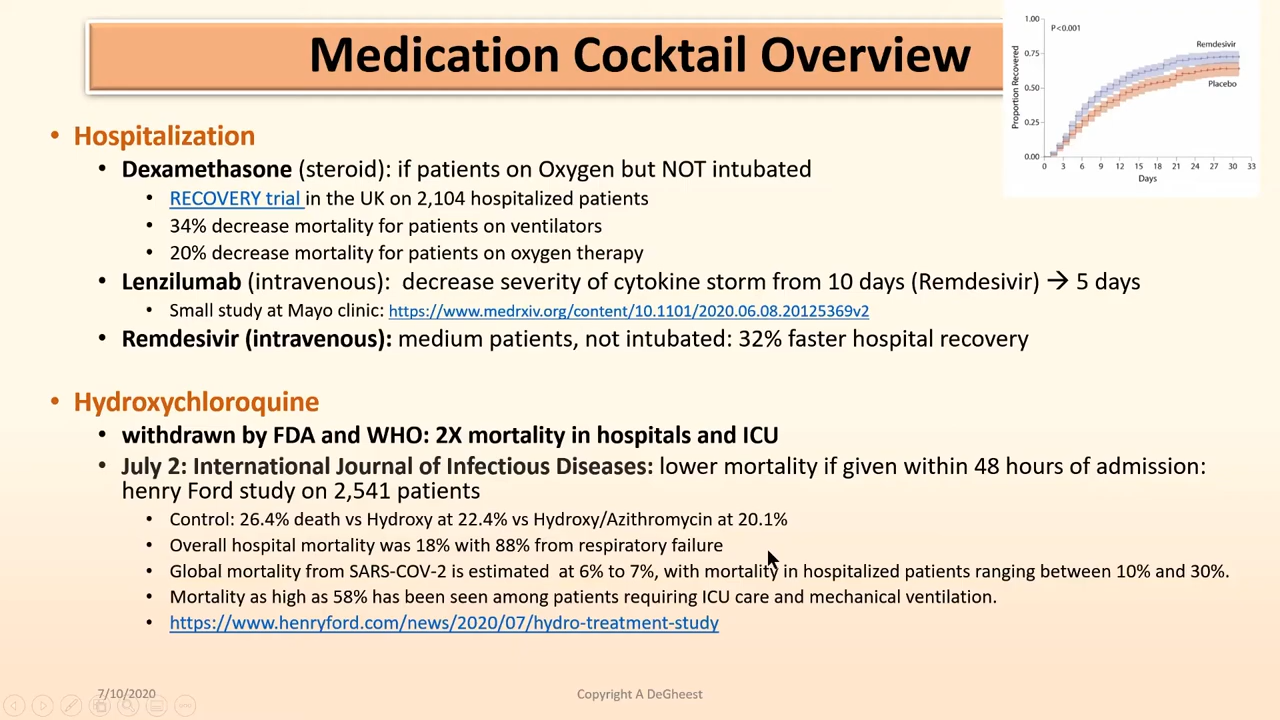 Medication Cocktail Overview
1.00
P<0.001
Remdesivir
0.75
Proportion Recovered
0.50
Placebo
0.25
0.00
0 3 6 9 12 15 18 21 24 27 30 33
Days
• Hospitalization
• Dexamethasone (steroid): if patients on Oxygen but NOT intubated
• RECOVERY trial in the UK on 2,104 hospitalized patients
• 34% decrease mortality for patients on ventilators
• 20% decrease mortality for patients on oxygen therapy
• Lenzilumab (intravenous): decrease severity of cytokine storm from 10 days (Remdesivir) → 5 days
• Small study at Mayo clinic: https://www.medrxiv.org/content/10.1101/2020.06.08.20125369v2
• Remdesivir (intravenous): medium patients, not intubated: 32% faster hospital recovery
• Hydroxychloroquine
• withdrawn by FDA and WHO: 2X mortality in hospitals and ICU
• July 2: International Journal of Infectious Diseases: lower mortality if given within 48 hours of admission:
henry Ford study on 2,541 patients
• Control: 26.4% death vs Hydroxy at 22.4% vs Hydroxy/Azithromycin at 20.1%
• Overall hospital mortality was 18% with 88% from respiratory failure
• Global mortality from SARS-COV-2 is estimated at 6% to 7%, with mortality in hospitalized patients ranging between 10% and 30%.
• Mortality as high as 58% has been seen among patients requiring ICU care and mechanical ventilation.
• https://www.henryford.com/news/2020/07/hydro-treatment-study
7/10/2020
Copyright A DeGheest